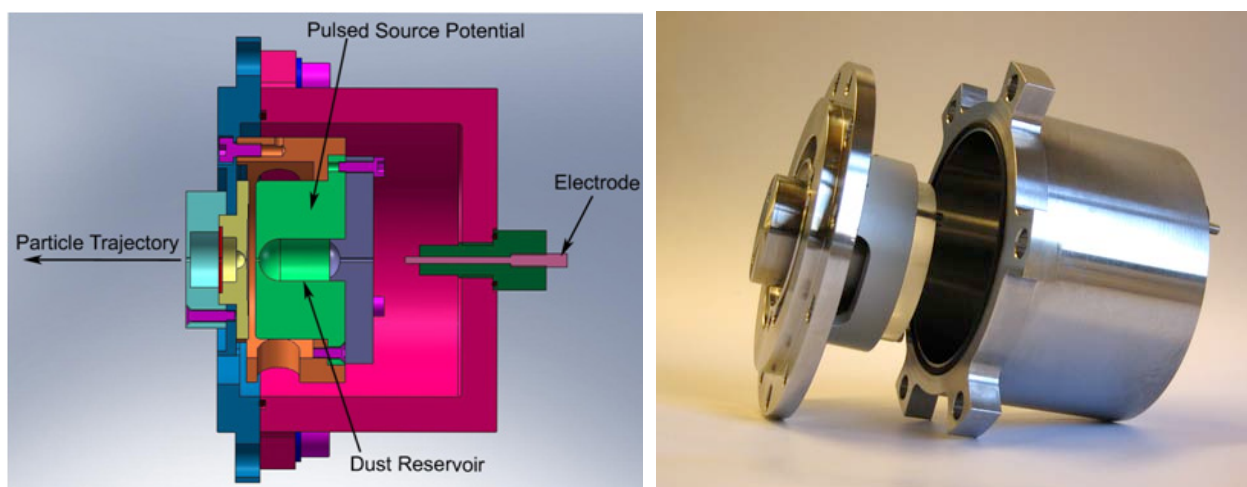 Pulsed Source Potential
Electrode
Particle Trajectory
Dust Reservoir